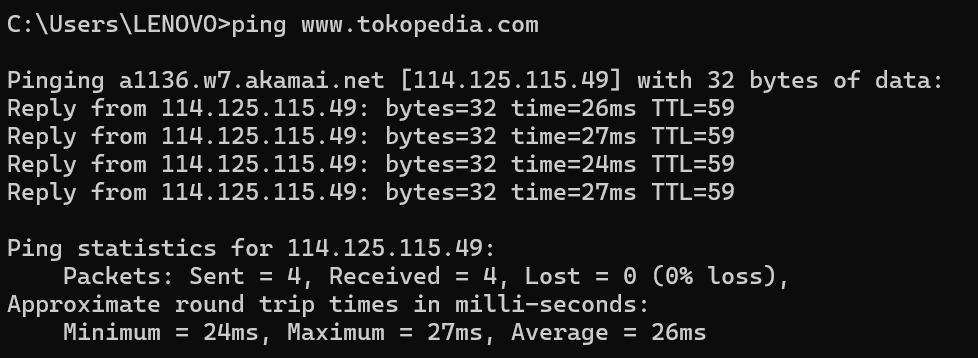 C:\Users\LENOVO>ping www.tokopedia.com
Pinging a1136.w7.akamai.net [114.125.115.49] with 32 bytes of data:
Reply from 114.125.115.49: bytes=32 time=26ms TTL=59
Reply from 114.125.115.49: bytes=32 time=27ms TTL=59
Reply from 114.125.115.49: bytes=32 time=24ms TTL=59
Reply from 114.125.115.49: bytes=32 time=27ms TTL=59
Ping statistics for 114.125.115.49:
Packets: Sent = 4, Received = 4, Lost = 0 (0% loss),
Approximate round trip times in milli-seconds:
Minimum = 24ms, Maximum = 27ms, Average = 26ms